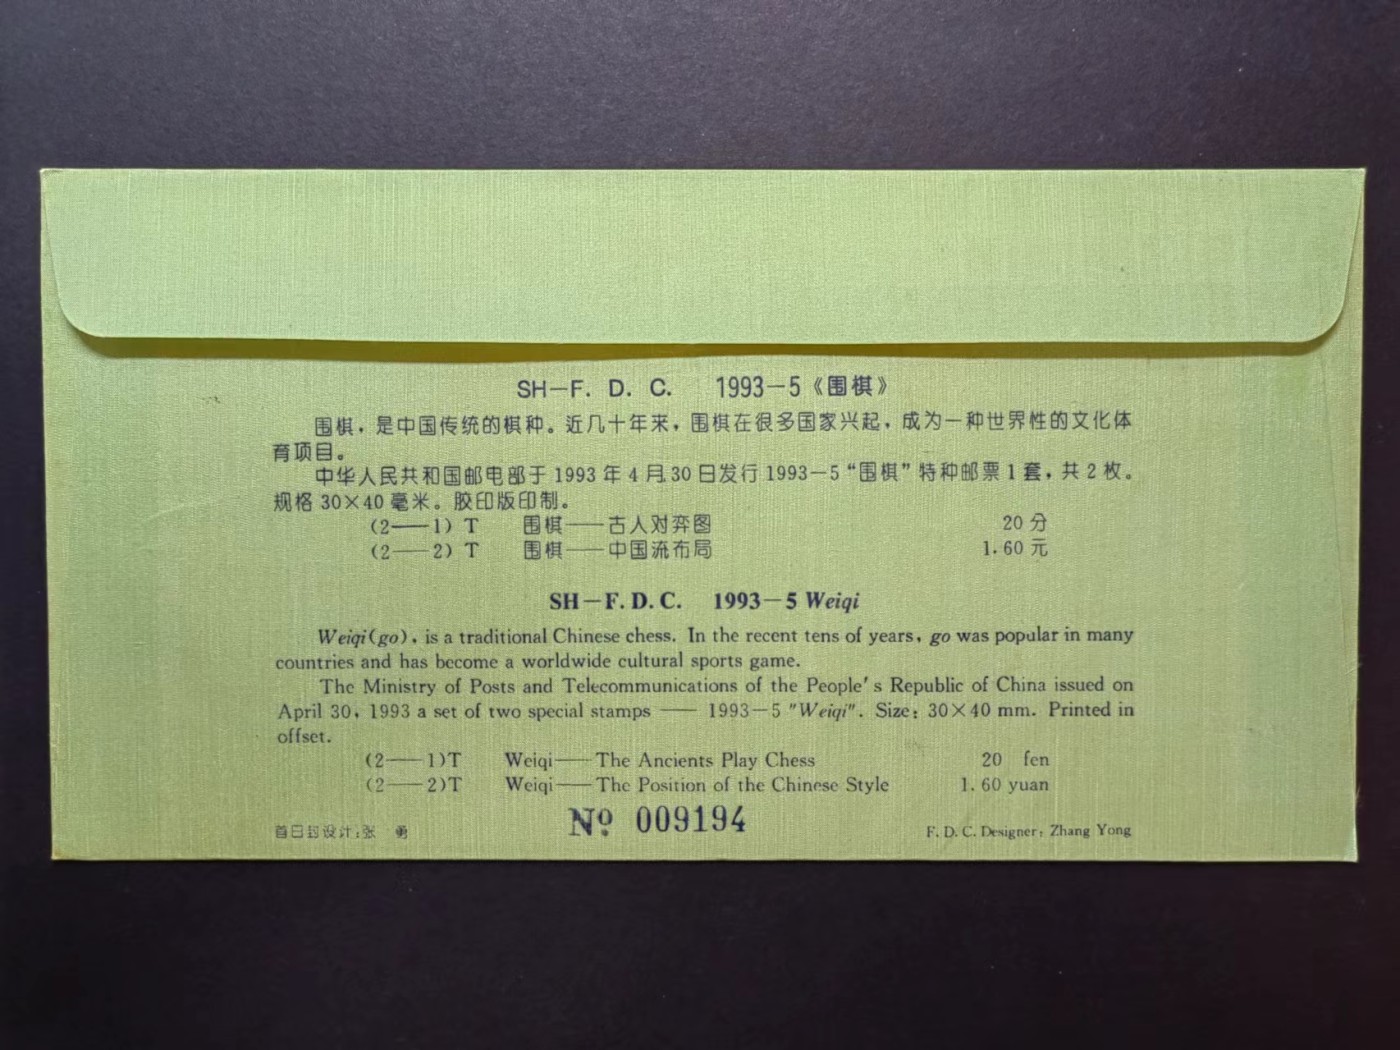 SH—F. D. C. 1993—5《围棋》
围棋，是中国传统的棋种。近几十年来，围棋在很多国家兴起，成为一种世界性的文化体
育项目。
中华人民共和国邮电部于 1993 年 4 月 30 日发行 1993—5 “围棋” 特种邮票 1 套，共 2 枚。
规格 30×40 毫米。胶印版印制。
(2——1) T 围棋——古人对弈图 20 分
(2——2) T 围棋——中国流布局 1.60 元
SH—F. D. C. 1993—5 Weiqi
Weiqi(go), is a traditional Chinese chess. In the recent tens of years, go was popular in many
countries and has become a worldwide cultural sports game.
The Ministry of Posts and Telecommunications of the People's Republic of China issued on
April 30, 1993 a set of two special stamps —— 1993—5 "Weiqi". Size: 30×40 mm. Printed in
offset.
(2——1)T Weiqi——The Ancients Play Chess 20 fen
(2——2)T Weiqi——The Position of the Chinese Style 1.60 yuan
№ 009194
首日封设计:张 勇 F. D. C. Designer: Zhang Yong